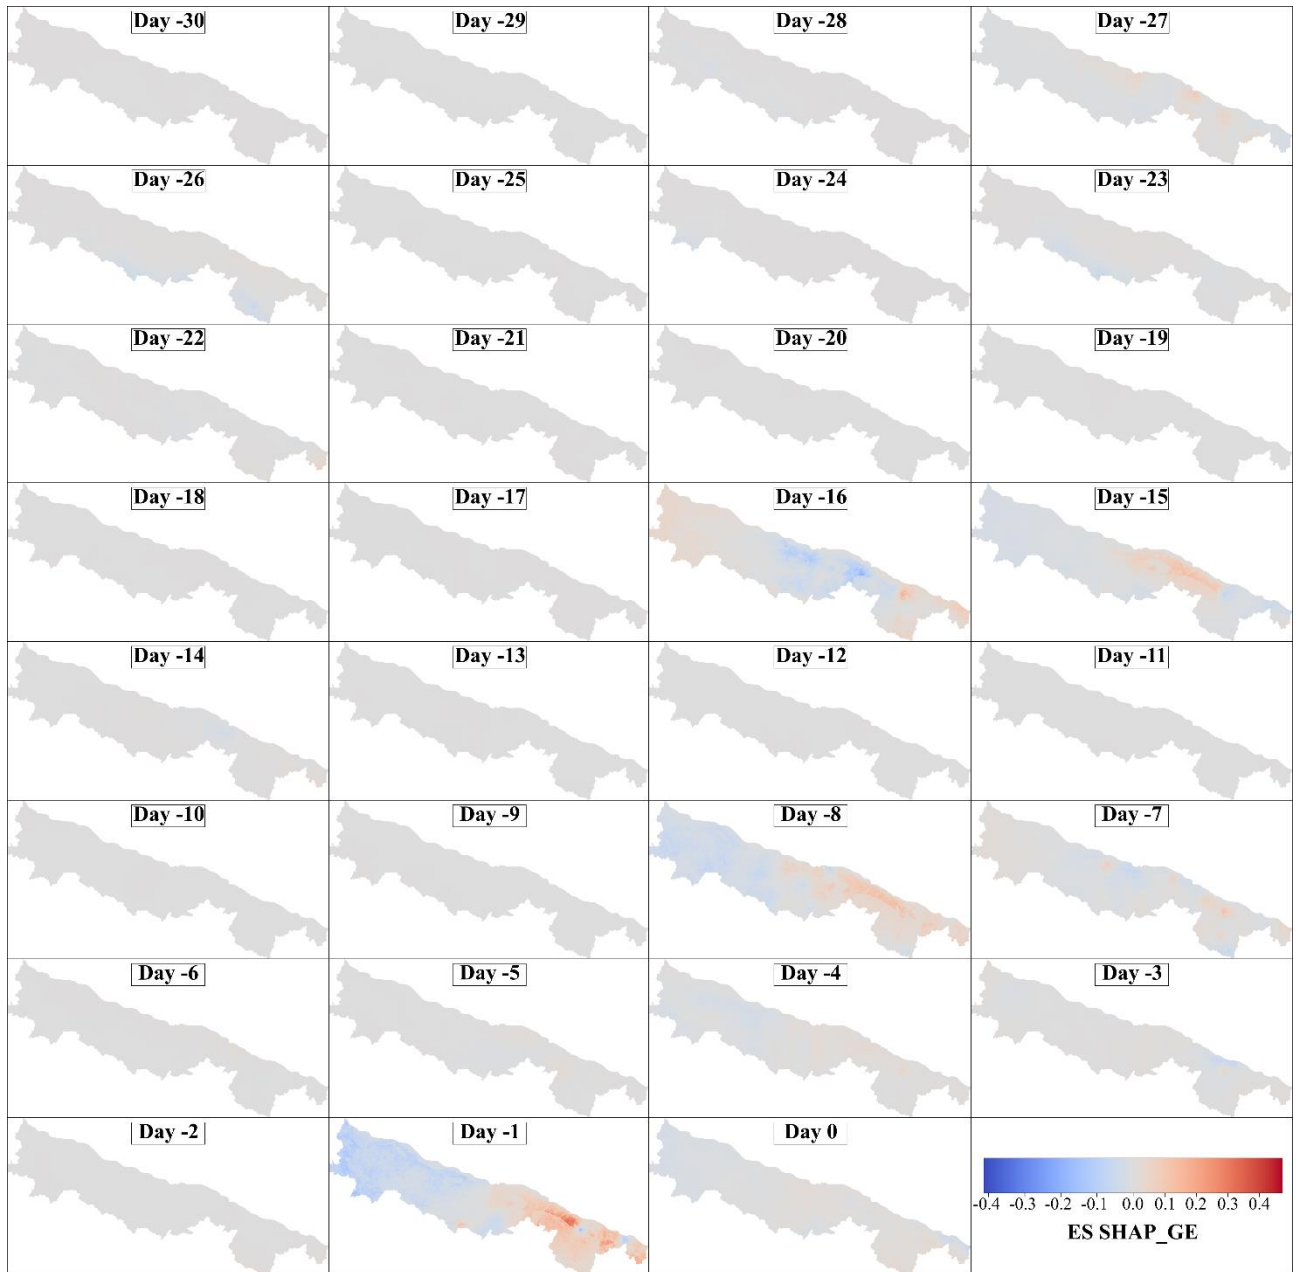 Day -30
Day -29
Day -28
Day -27
Day -26
Day -25
Day -24
Day -23
Day -22
Day -21
Day -20
Day -19
Day -18
Day -17
Day -16
Day -15
Day -14
Day -13
Day -12
Day -11
Day -10
Day -9
Day -8
Day -7
Day -6
Day -5
Day -4
Day -3
Day -2
Day -1
Day 0
-0.4 -0.3 -0.2 -0.1 0.0 0.1 0.2 0.3 0.4
ES SHAP_GE